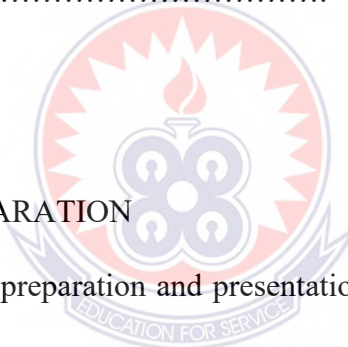 ………………………………….
ARATION
preparation and presentatio
EDUCATION FOR SERVICE